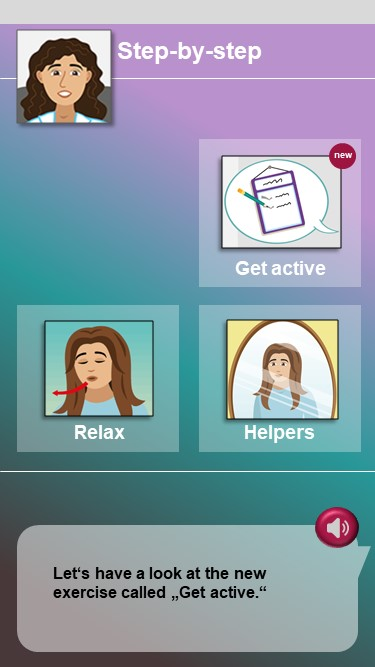 Step-by-step
new
Get active
Relax
Helpers
Let‘s have a look at the new
exercise called „Get active.“